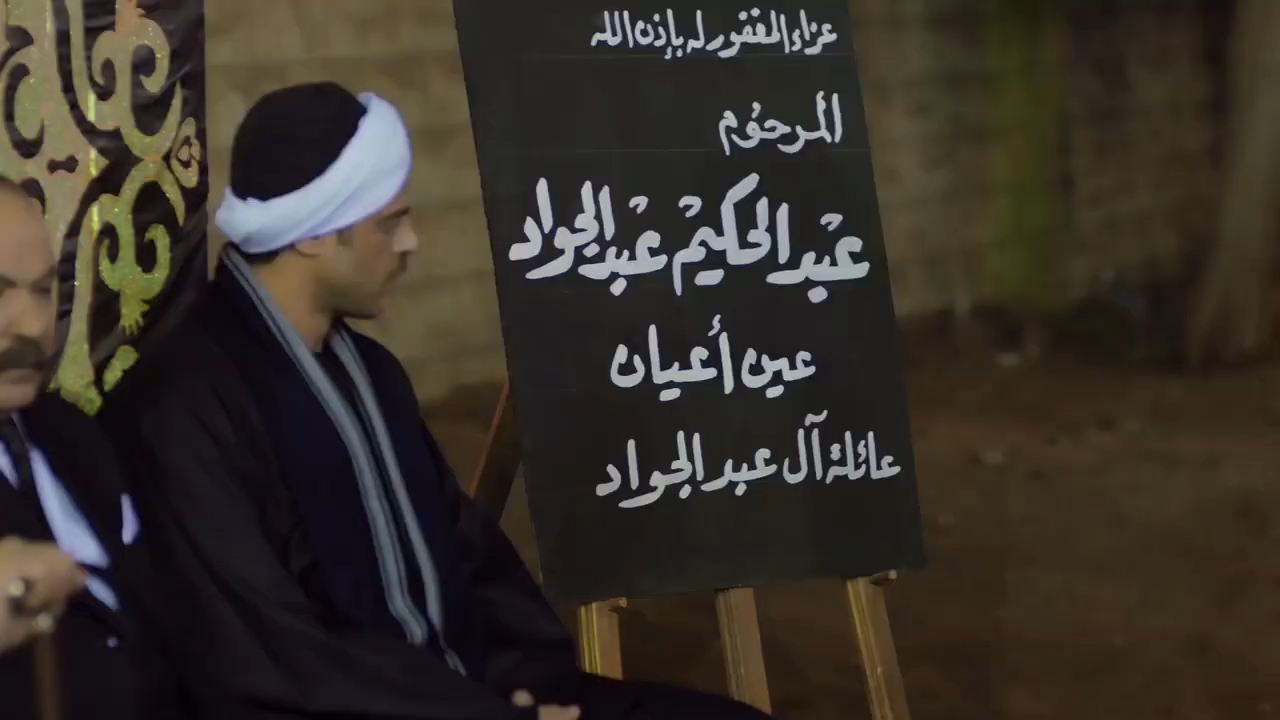 عزاء المغفور له بإذن الله
المرحوم
عبد الحكيم عبد الجواد
عين أعيان
عائلة آل عبد الجواد